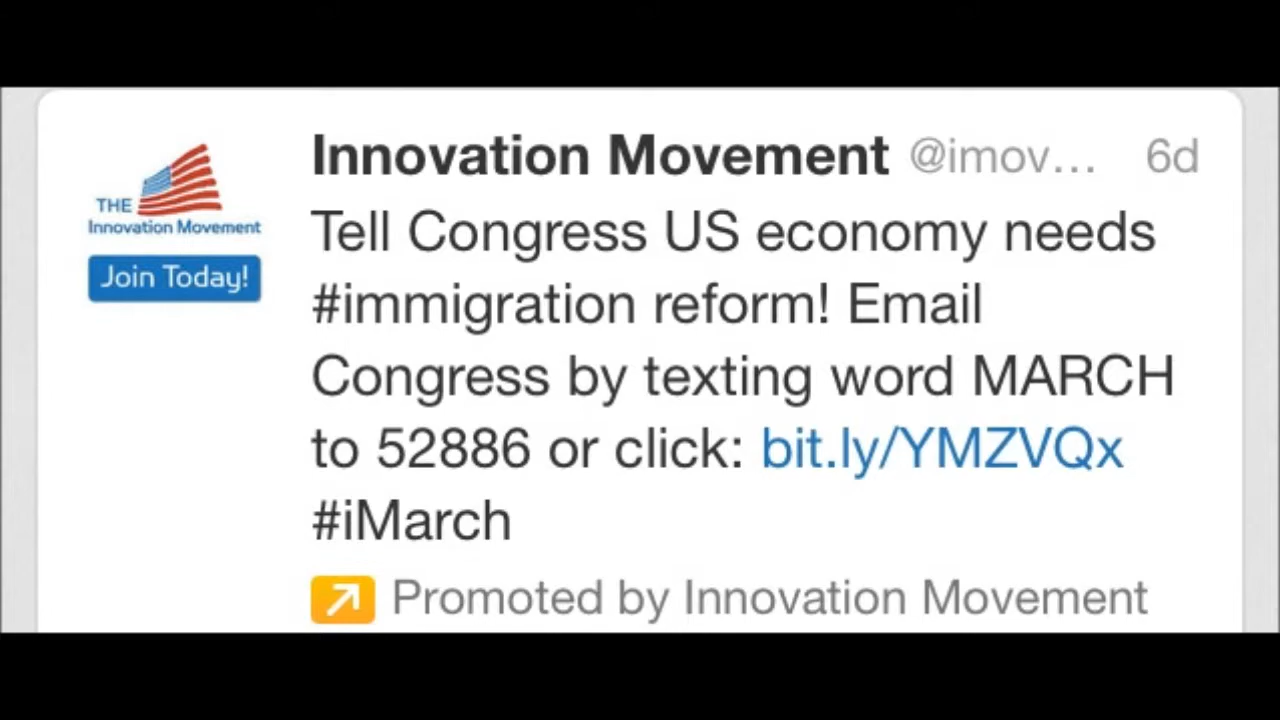 THE
Innovation Movement
Join Today!
Innovation Movement @imov... 6d
Tell Congress US economy needs
#immigration reform! Email
Congress by texting word MARCH
to 52886 or click: bit.ly/YMZVQx
#iMarch
Promoted by Innovation Movement